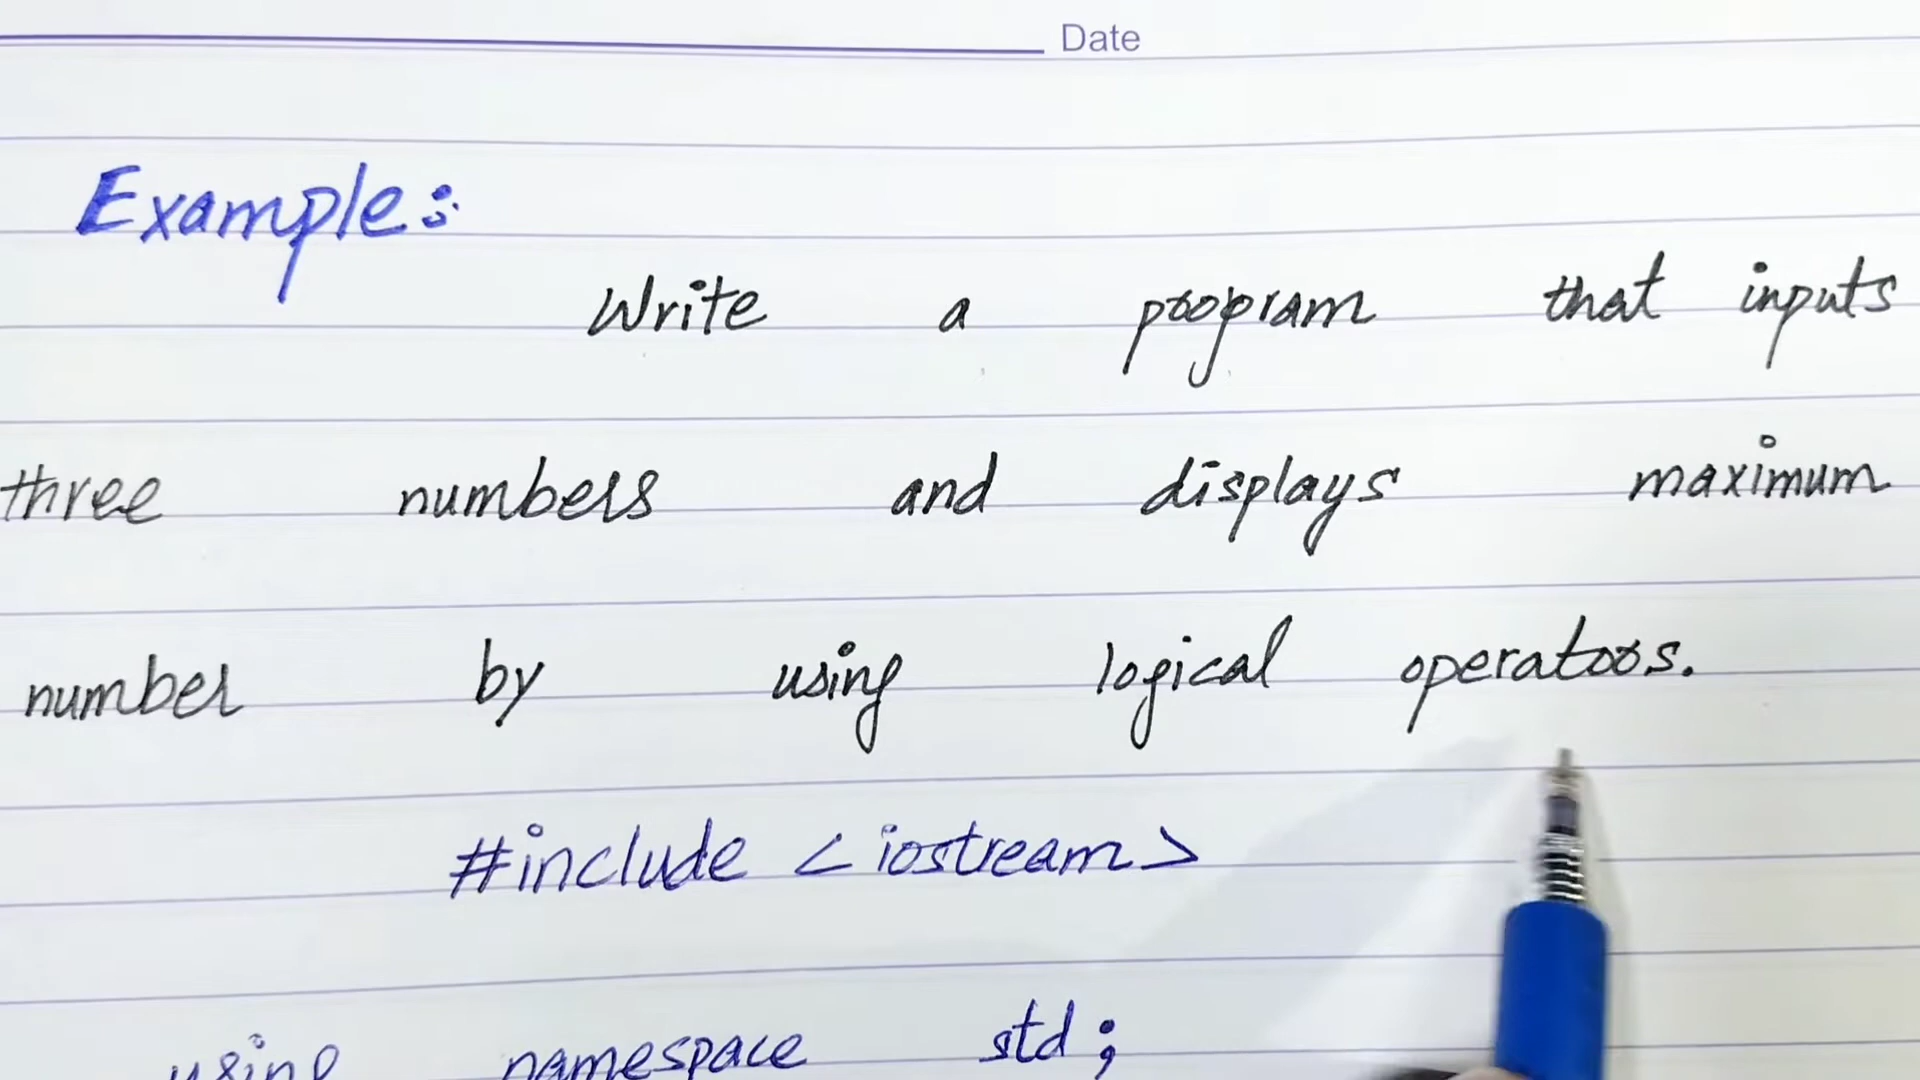 Date
Example:
Write a program that inputs
three numbers and displays maximum
number by using logical operators.
#include <iostream>
using namespace std;